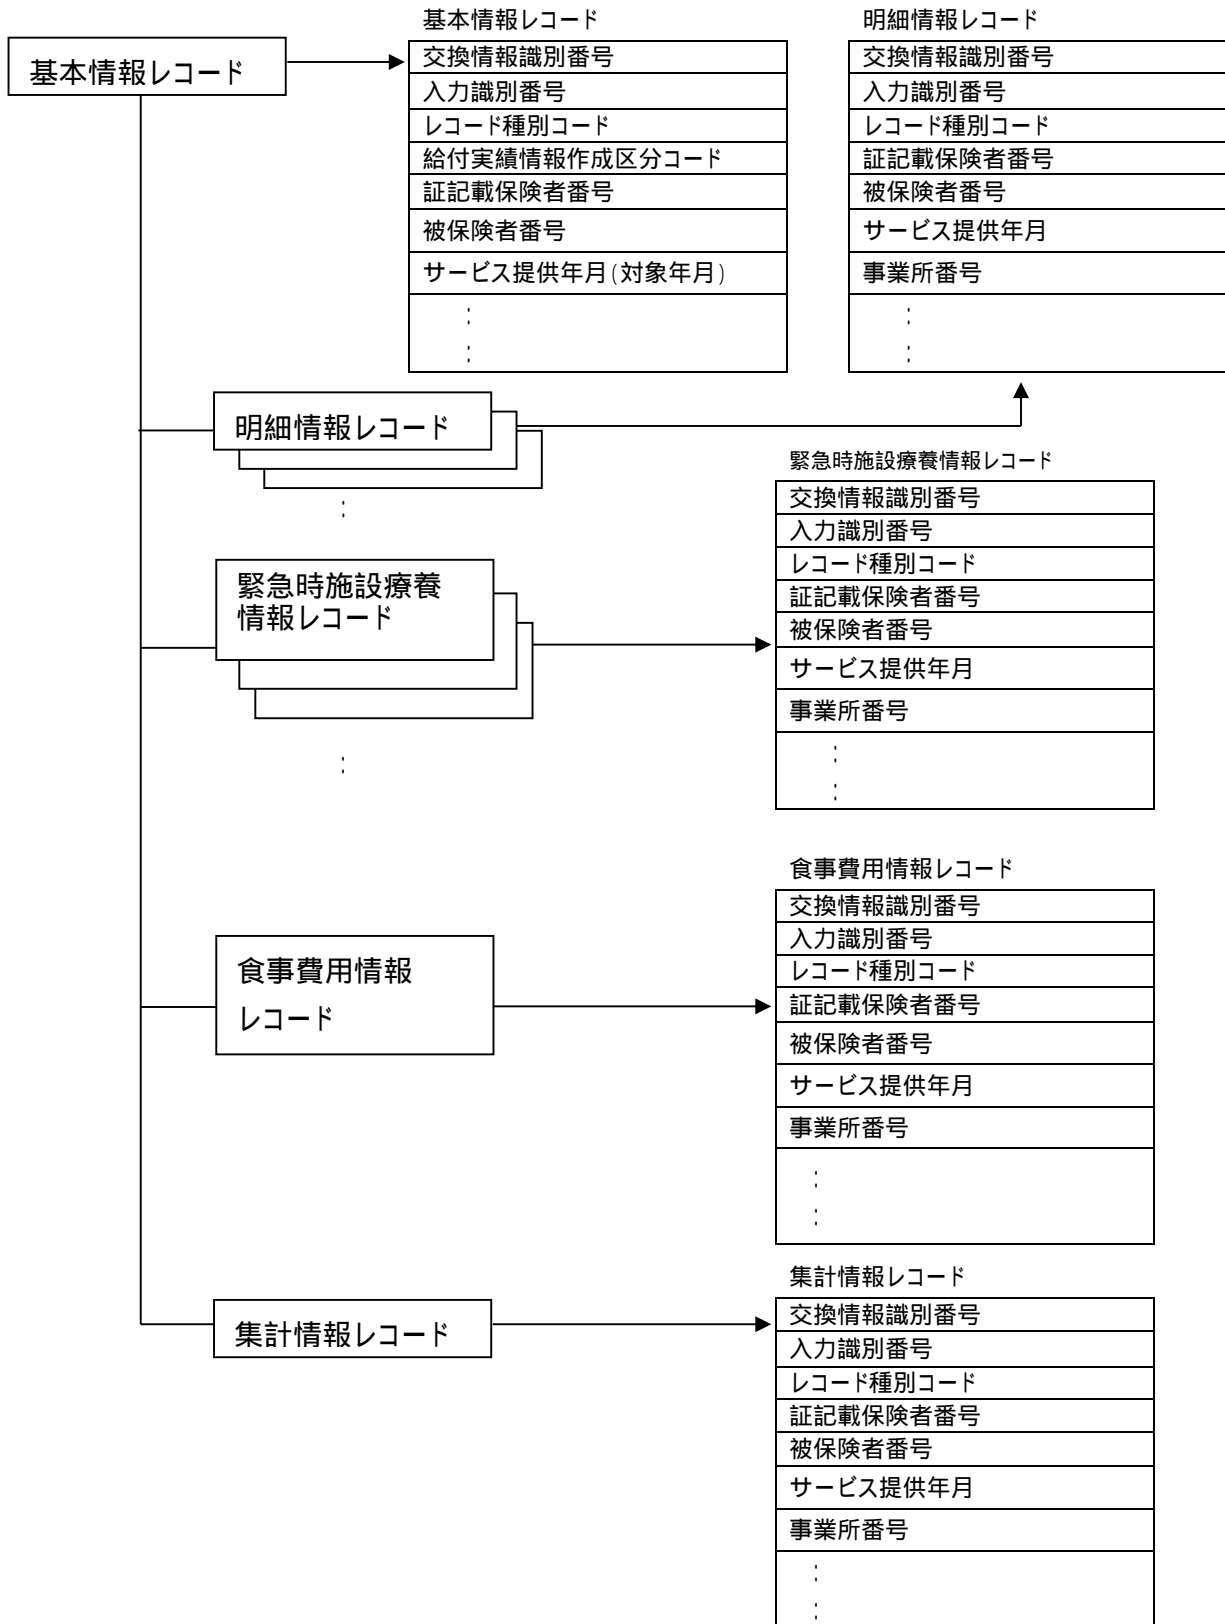 基本情報レコード
基本情報レコード
交換情報識別番号
入力識別番号
レコード種別コード
給付実績情報作成区分コード
証記載保険者番号
被保険者番号
サービス提供年月(対象年月)
:
:
明細情報レコード
交換情報識別番号
入力識別番号
レコード種別コード
証記載保険者番号
被保険者番号
サービス提供年月
事業所番号
:
:
明細情報レコード
:
緊急時施設療養
情報レコード
:
緊急時施設療養情報レコード
交換情報識別番号
入力識別番号
レコード種別コード
証記載保険者番号
被保険者番号
サービス提供年月
事業所番号
:
:
食事費用情報
レコード
食事費用情報レコード
交換情報識別番号
入力識別番号
レコード種別コード
証記載保険者番号
被保険者番号
サービス提供年月
事業所番号
:
:
集計情報レコード
集計情報レコード
交換情報識別番号
入力識別番号
レコード種別コード
証記載保険者番号
被保険者番号
サービス提供年月
事業所番号
:
: